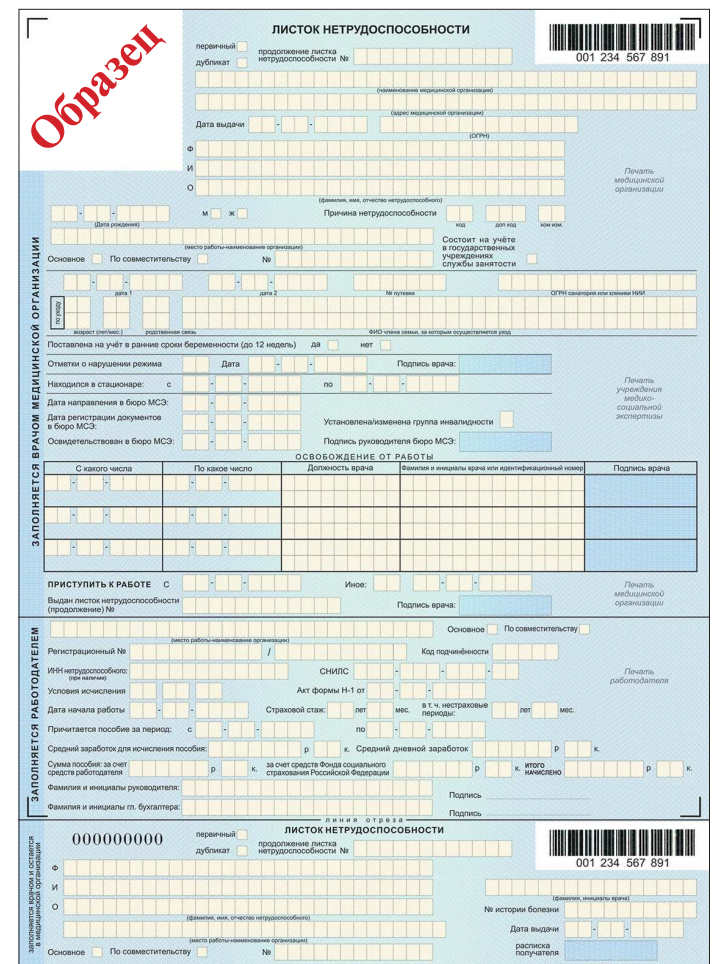 Образец
ЛИСТОК НЕТРУДОСПОСОБНОСТИ
первичный
дубликат
продолжение листка
нетрудоспособности №
001 234 567 891
(наименование медицинской организации)
(адрес медицинской организации)
Дата выдачи - -
(ОГРН)
Ф
И
О
(фамилия, имя, отчество нетрудоспособного)
Печать
медицинской
организации
ЗАПОЛНЯЕТСЯ ВРАЧОМ МЕДИЦИНСКОЙ ОРГАНИЗАЦИИ
- -
(Дата рождения)
м ж
Причина нетрудоспособности
код доп код ком изм.
(место работы-наименование организации)
Состоит на учёте
в государственных
учреждениях
службы занятости
Основное По совместительству №
- - - -
дата 1 дата 2 № путевки ОГРН санатория или клиники НИИ
по уходу
возраст (лет/мес.) родственная связь ФИО члена семьи, за которым осуществляется уход
Поставлена на учёт в ранние сроки беременности (до 12 недель) да нет
Отметки о нарушении режима Дата - - Подпись врача:
Находился в стационаре: с - - по - -
Дата направления в бюро МСЭ: - -
Дата регистрации документов
в бюро МСЭ: - - Установлена/изменена группа инвалидности
Освидетельствован в бюро МСЭ: - - Подпись руководителя бюро МСЭ:
Печать
учреждения
медико-
социальной
экспертизы
ОСВОБОЖДЕНИЕ ОТ РАБОТЫ
С какого числа По какое число Должность врача Фамилия и инициалы врача или идентификационный номер Подпись врача
- - - -
- - - -
- - - -
ПРИСТУПИТЬ К РАБОТЕ С - - Иное: - -
Выдан листок нетрудоспособности
(продолжение) № Подпись врача:
Печать
медицинской
организации
ЗАПОЛНЯЕТСЯ РАБОТОДАТЕЛЕМ
Основное По совместительству
(место работы-наименование организации)
Регистрационный № / Код подчинённости
ИНН нетрудоспособного:
(при наличии)
СНИЛС - - -
Печать
работодателя
Условия исчисления Акт формы Н-1 от - -
Дата начала работы - - Страховой стаж: лет мес. в т. ч. нестраховые
периоды: лет мес.
Причитается пособие за период: с - - по - -
Средний заработок для исчисления пособия: р к. Средний дневной заработок р к.
Сумма пособия: за счет
средств работодателя р к. за счет средств Фонда социального
страхования Российской Федерации р к. ИТОГО
НАЧИСЛЕНО р к.
Фамилия и инициалы руководителя: Подпись
Фамилия и инициалы гл. бухгалтера: Подпись
линия отреза
заполняется врачом и остается
в медицинской организации
000000000
ЛИСТОК НЕТРУДОСПОСОБНОСТИ
первичный
дубликат
продолжение листка
нетрудоспособности №
001 234 567 891
Ф
И
О
(фамилия, имя, отчество нетрудоспособного)
(фамилия, инициалы врача)
№ истории болезни
Дата выдачи - -
(место работы-наименование организации)
Основное По совместительству №
расписка
получателя